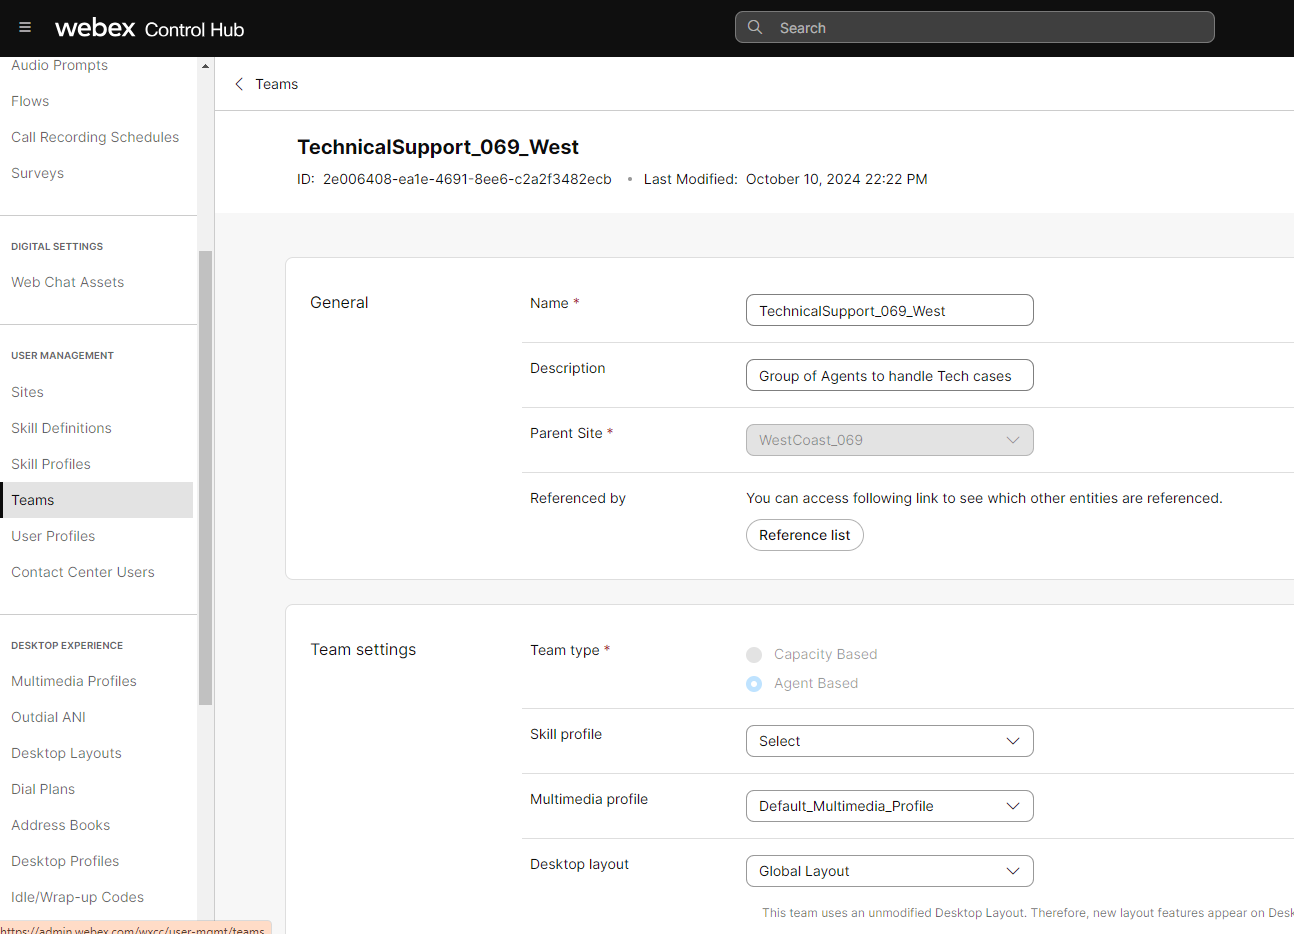 webex Control Hub
Search
Audio Prompts
Flows
Call Recording Schedules
Surveys
DIGITAL SETTINGS
Web Chat Assets
USER MANAGEMENT
Sites
Skill Definitions
Skill Profiles
Teams
User Profiles
Contact Center Users
DESKTOP EXPERIENCE
Multimedia Profiles
Outdial ANI
Desktop Layouts
Dial Plans
Address Books
Desktop Profiles
Idle/Wrap-up Codes
https://admin.webex.com/wxcc/user-mgmt/teams
Teams
TechnicalSupport_069_West
ID: 2e006408-ea1e-4691-8ee6-c2a2f3482ecb • Last Modified: October 10, 2024 22:22 PM
General
Name *
TechnicalSupport_069_West
Description
Group of Agents to handle Tech cases
Parent Site *
WestCoast_069
Referenced by
You can access following link to see which other entities are referenced.
Reference list
Team settings
Team type *
Capacity Based
Agent Based
Skill profile
Select
Multimedia profile
Default_Multimedia_Profile
Desktop layout
Global Layout
This team uses an unmodified Desktop Layout. Therefore, new layout features appear on Desk